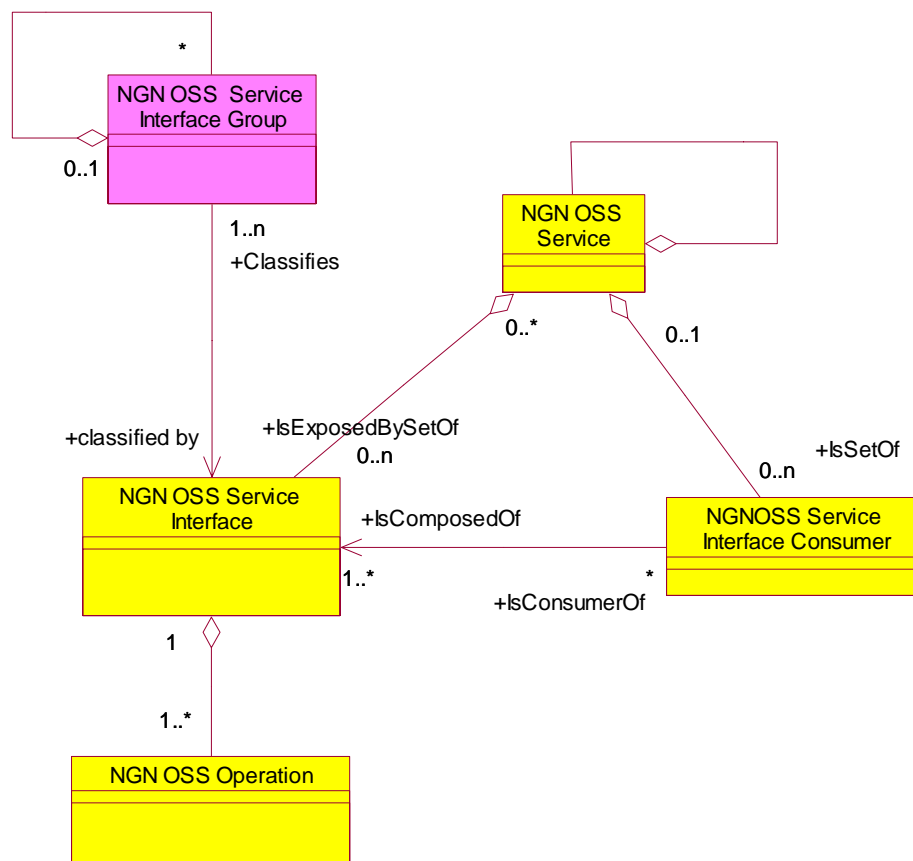 *
NGN OSS Service
Interface Group
0..1
1..n
+Classifies
NGN OSS
Service
0..*
0..1
+classified by
+IsExposedBySetOf
0..n
+IsSetOf
0..n
NGN OSS Service
Interface
+IsComposedOf
NGNOSS Service
Interface Consumer
1..*
*
+IsConsumerOf
1
1..*
NGN OSS Operation